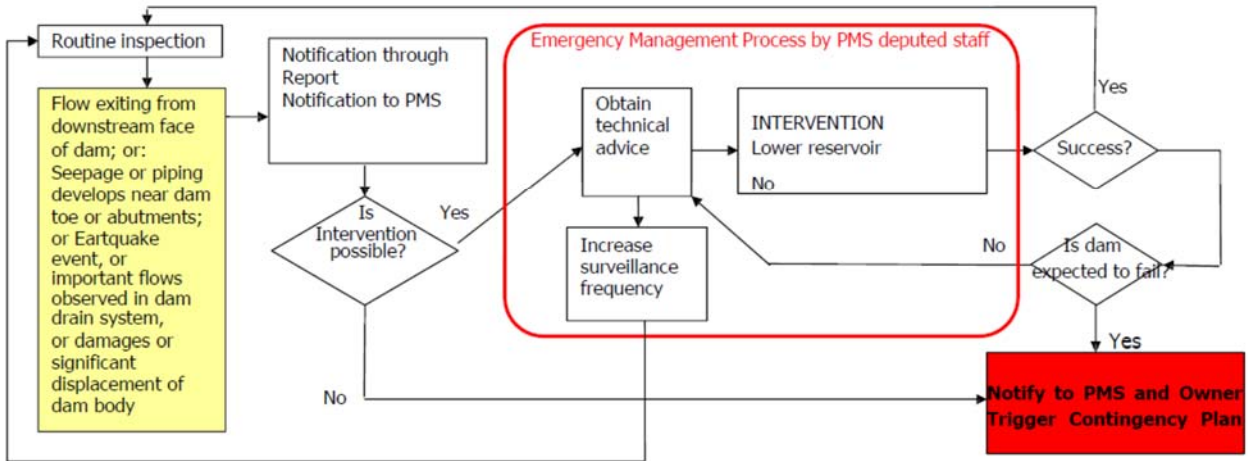 Routine inspection
Flow exiting from
downstream face
of dam; or:
Seepage or piping
develops near dam
toe or abutments;
or Eartquake
event, or
important flows
observed in dam
drain system,
or damages or
significant
displacement of
dam body
Notification through
Report
Notification to PMS
Is
Intervention
possible?
Yes
No
Emergency Management Process by PMS deputed staff
Obtain
technical
advice
INTERVENTION
Lower reservoir
No
Increase
surveillance
frequency
Success?
Yes
Is dam
expected to fail?
No
Yes
Notify to PMS and Owner
Trigger Contingency Plan